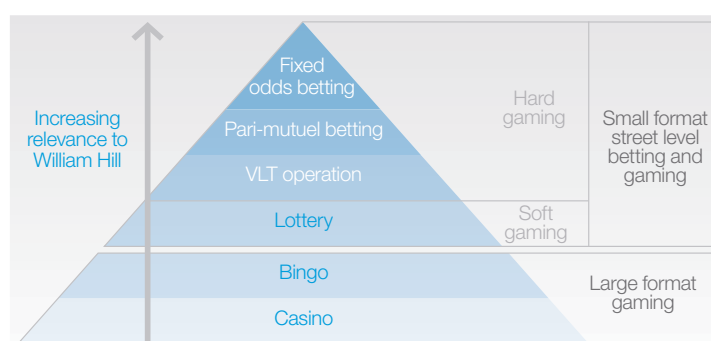 Increasing
relevance to
William Hill
Fixed
odds betting
Pari-mutuel betting
VLT operation
Lottery
Bingo
Casino
Hard
gaming
Soft
gaming
Small format
street level
betting and
gaming
Large format
gaming